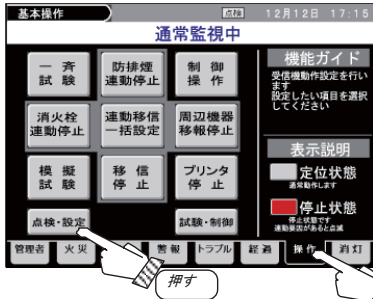 基本操作 点検 12月12日 17:15
通常監視中
一 斉
試 験
防排煙
連動停止
制 御
操 作
消火栓
連動停止
連動移信
一括設定
周辺機器
移報停止
模 擬
試 験
移 信
停 止
プリンタ
停 止
点検・設定
試験・制御
機能ガイド
受信機動作設定を行い
ます
設定したい項目を選択
してください
表示説明
定位状態
通常動作します
停止状態
停止状態です
連動要因があると点滅
管理者 火 災 警 報 トラブル 経 過 操 作 消 灯
押す